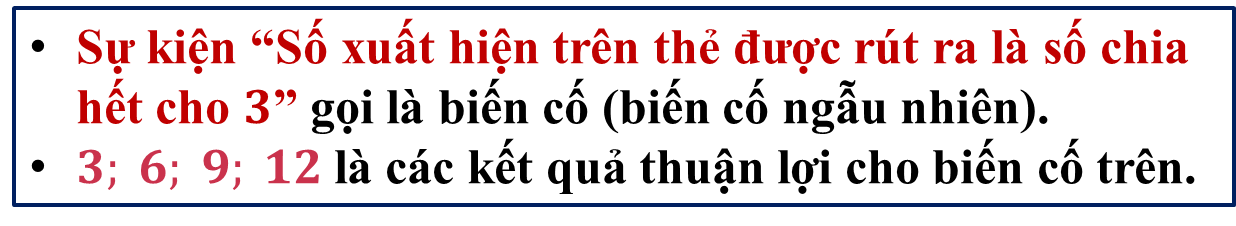 • Sự kiện “Số xuất hiện trên thẻ được rút ra là số chia
hết cho 3” gọi là biến cố (biến cố ngẫu nhiên).
• 3; 6; 9; 12 là các kết quả thuận lợi cho biến cố trên.